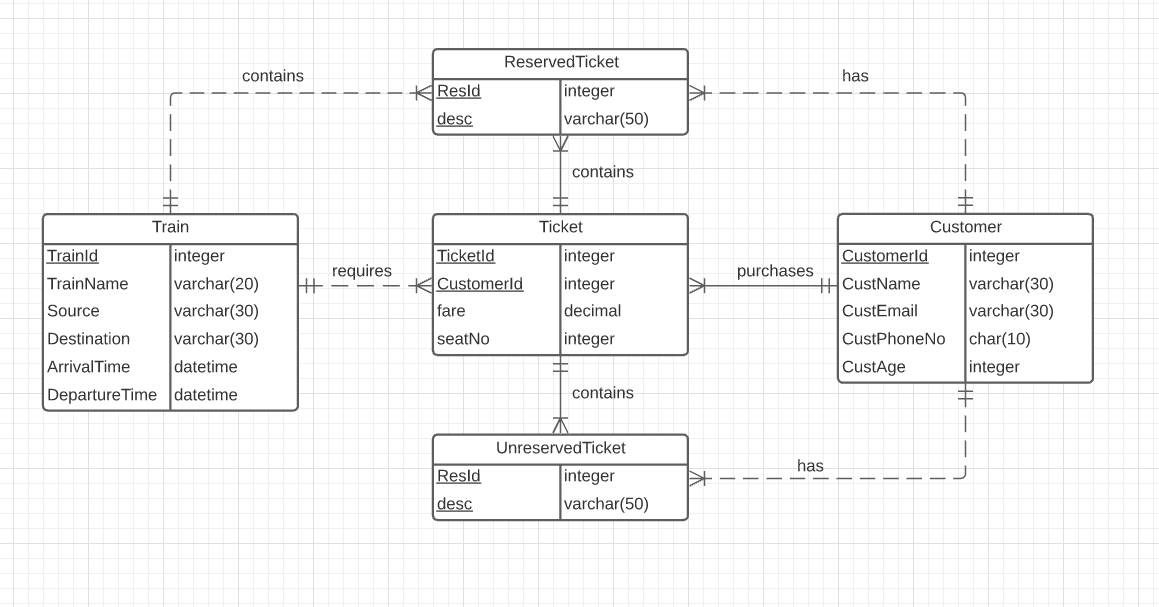 ReservedTicket
contains
has
ResId integer
desc varchar(50)
contains
Train
Ticket
Customer
TrainId integer
TrainName varchar(20)
Source varchar(30)
Destination varchar(30)
ArrivalTime datetime
DepartureTime datetime
requires
TicketId integer
CustomerId integer
fare decimal
seatNo integer
purchases
CustomerId integer
CustName varchar(30)
CustEmail varchar(30)
CustPhoneNo char(10)
CustAge integer
contains
UnreservedTicket
has
ResId integer
desc varchar(50)